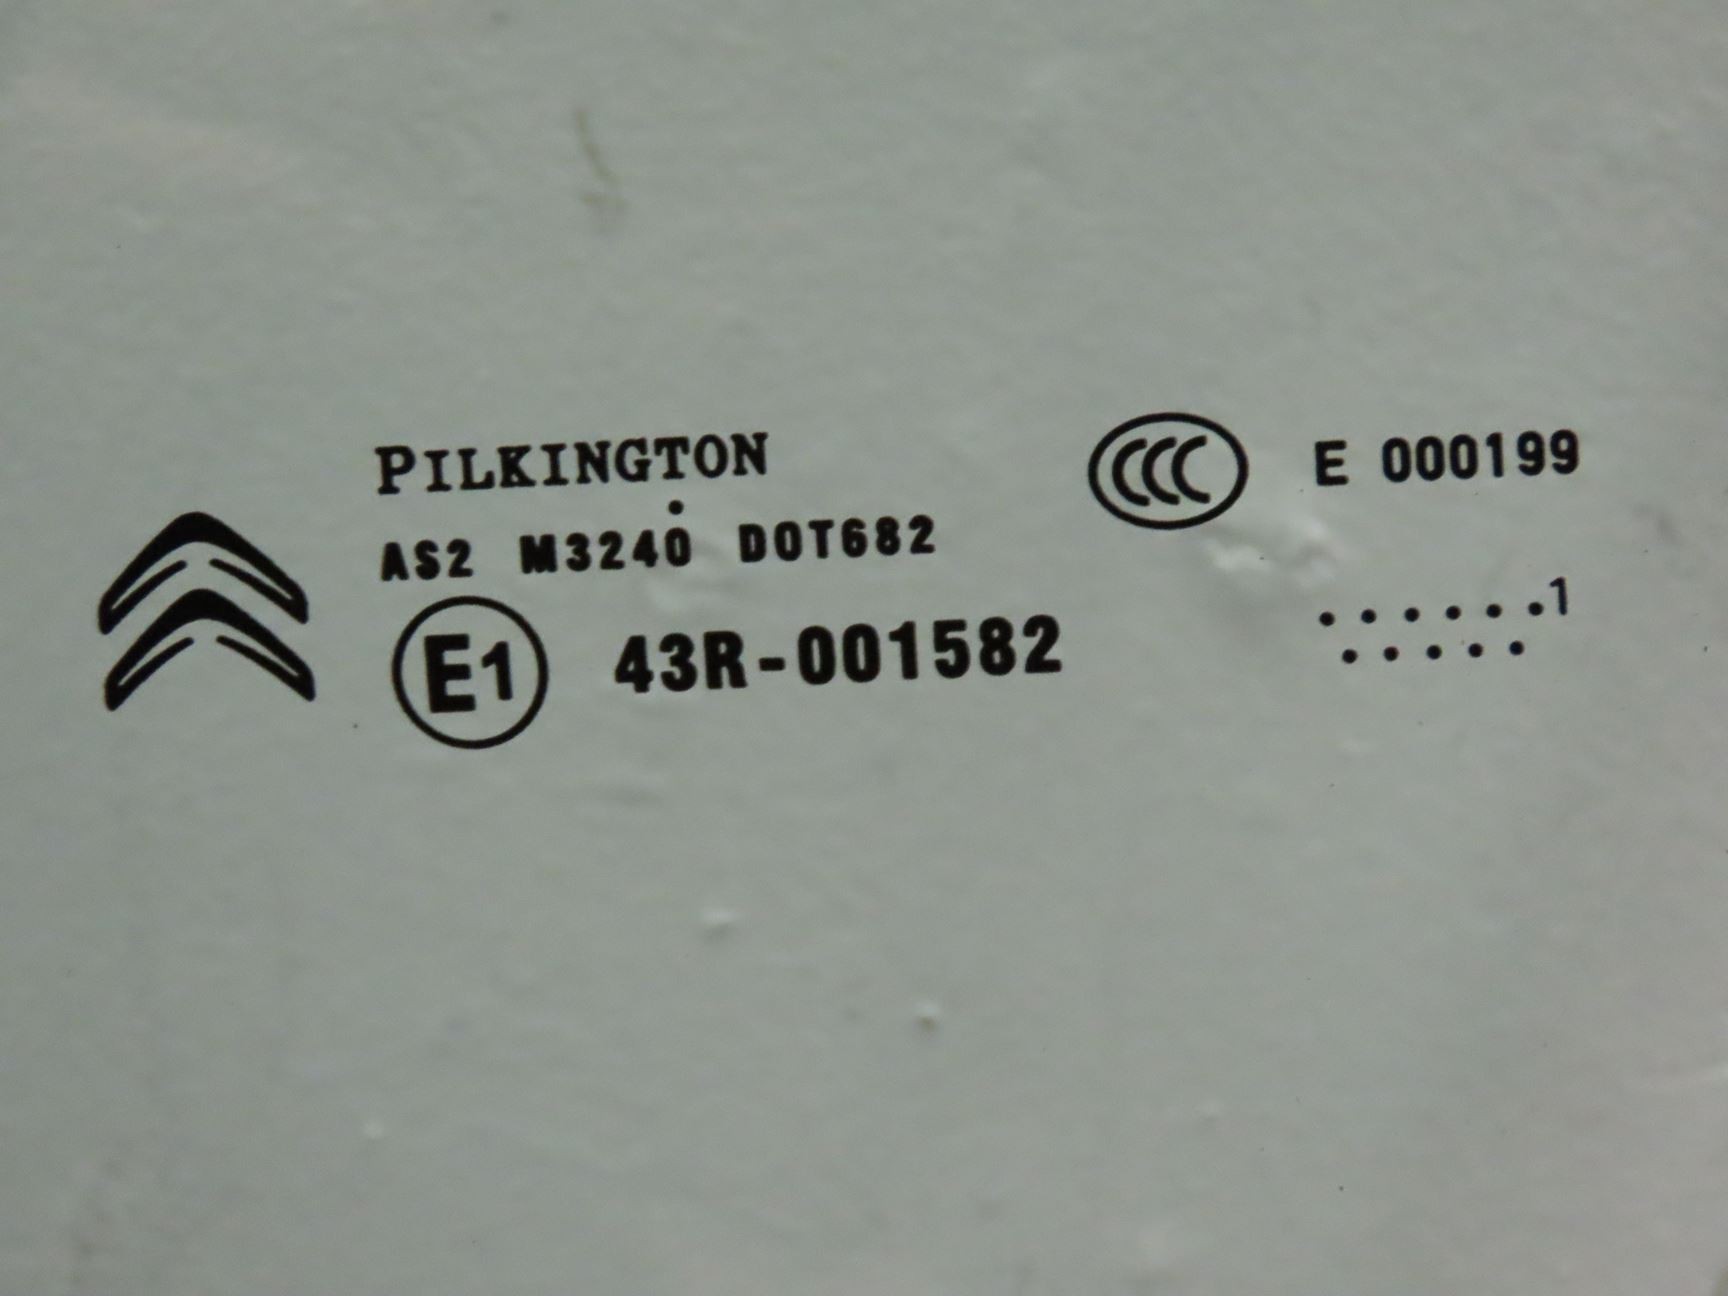 PILKINGTON
AS2 M3240 DOT682
E1 43R-001582
CCC E 000199
1